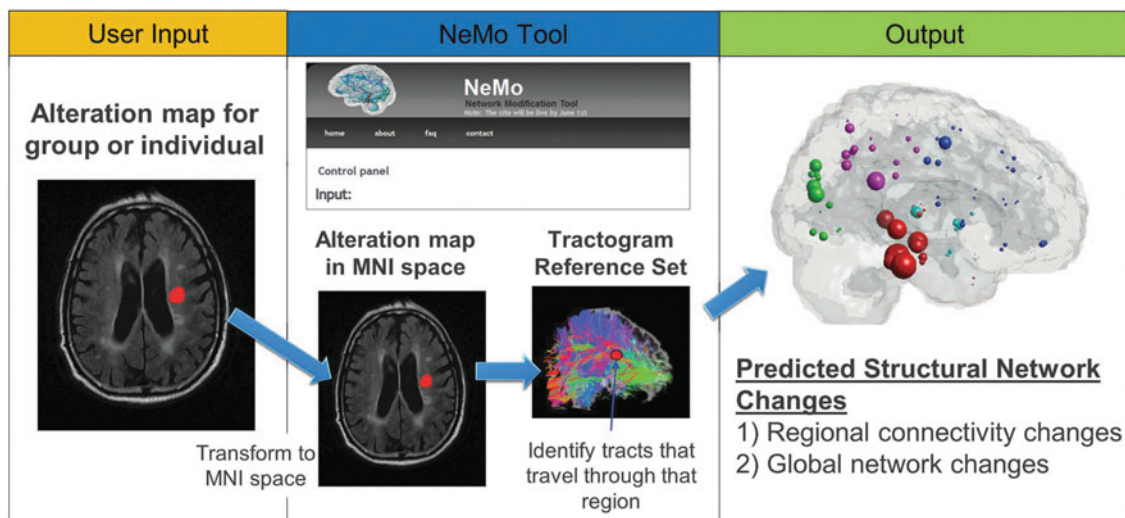 User Input
NeMo Tool
Output
Alteration map for
group or individual
Transform to
MNI space
NeMo
Network Modification Tool
Note: The site will be live by June 1st
home about faq contact
Control panel
Input:
Alteration map
in MNI space
Tractogram
Reference Set
Identify tracts that
travel through that
region
Predicted Structural Network
Changes
1) Regional connectivity changes
2) Global network changes